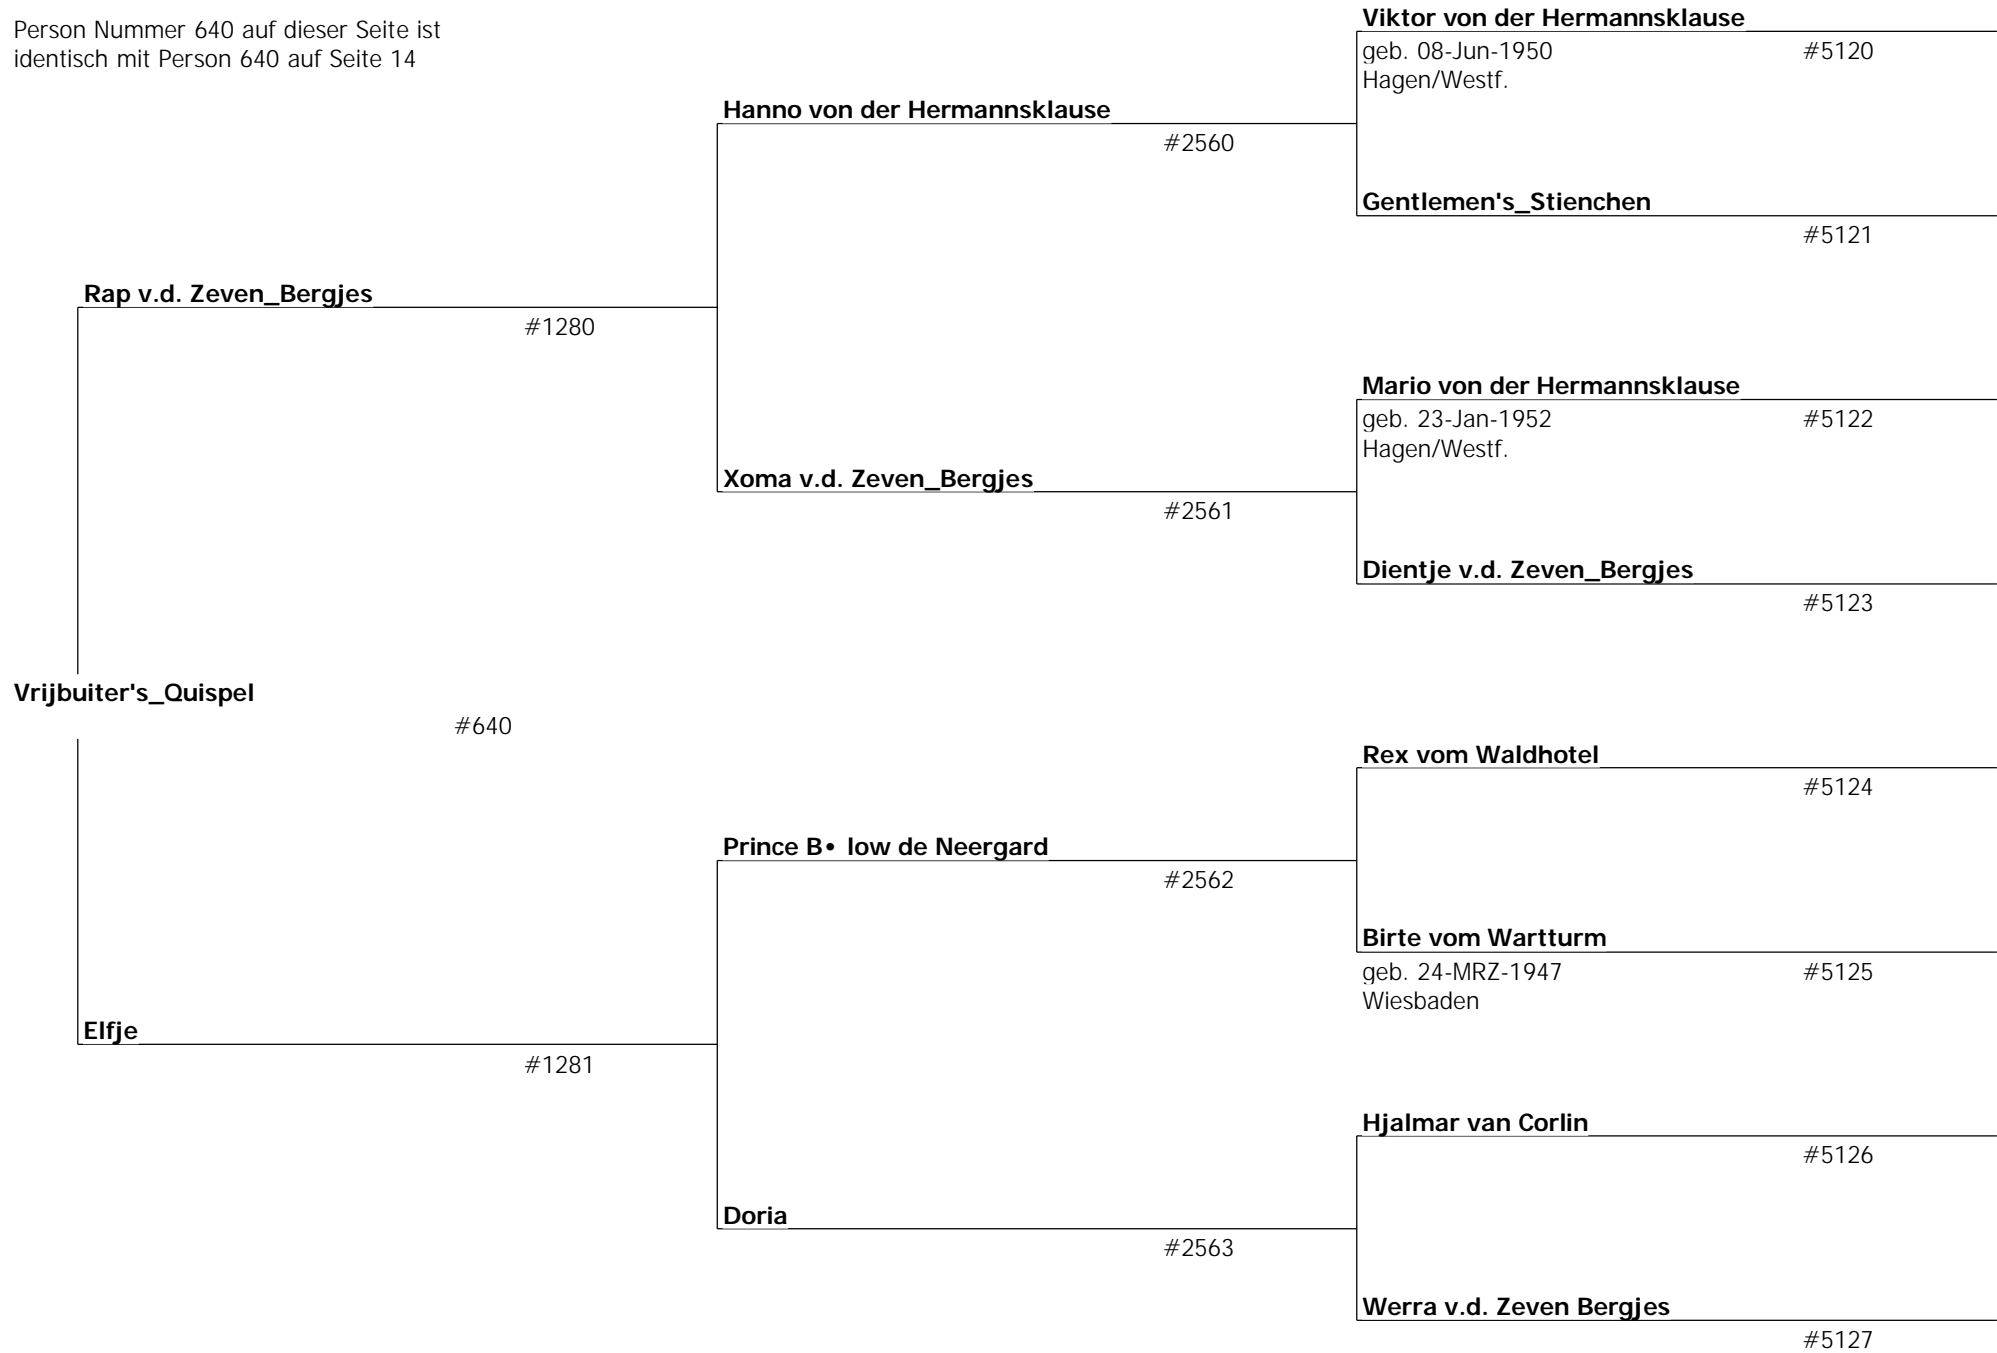 Person Nummer 640 auf dieser Seite ist
identisch mit Person 640 auf Seite 14
Viktor von der Hermannsklause
geb. 08-Jun-1950 #5120
Hagen/Westf.
Hanno von der Hermannsklause
#2560
Gentlemen's_Stienchen
#5121
Rap v.d. Zeven_Bergjes
#1280
Mario von der Hermannsklause
geb. 23-Jan-1952 #5122
Hagen/Westf.
Xoma v.d. Zeven_Bergjes
#2561
Dientje v.d. Zeven_Bergjes
#5123
Vrijbuiter's_Quispel
#640
Rex vom Waldhotel
#5124
Prince B• low de Neergard
#2562
Birte vom Wartturm
geb. 24-MRZ-1947 #5125
Wiesbaden
Elfje
#1281
Hjalmar van Corlin
#5126
Doria
#2563
Werra v.d. Zeven Bergjes
#5127